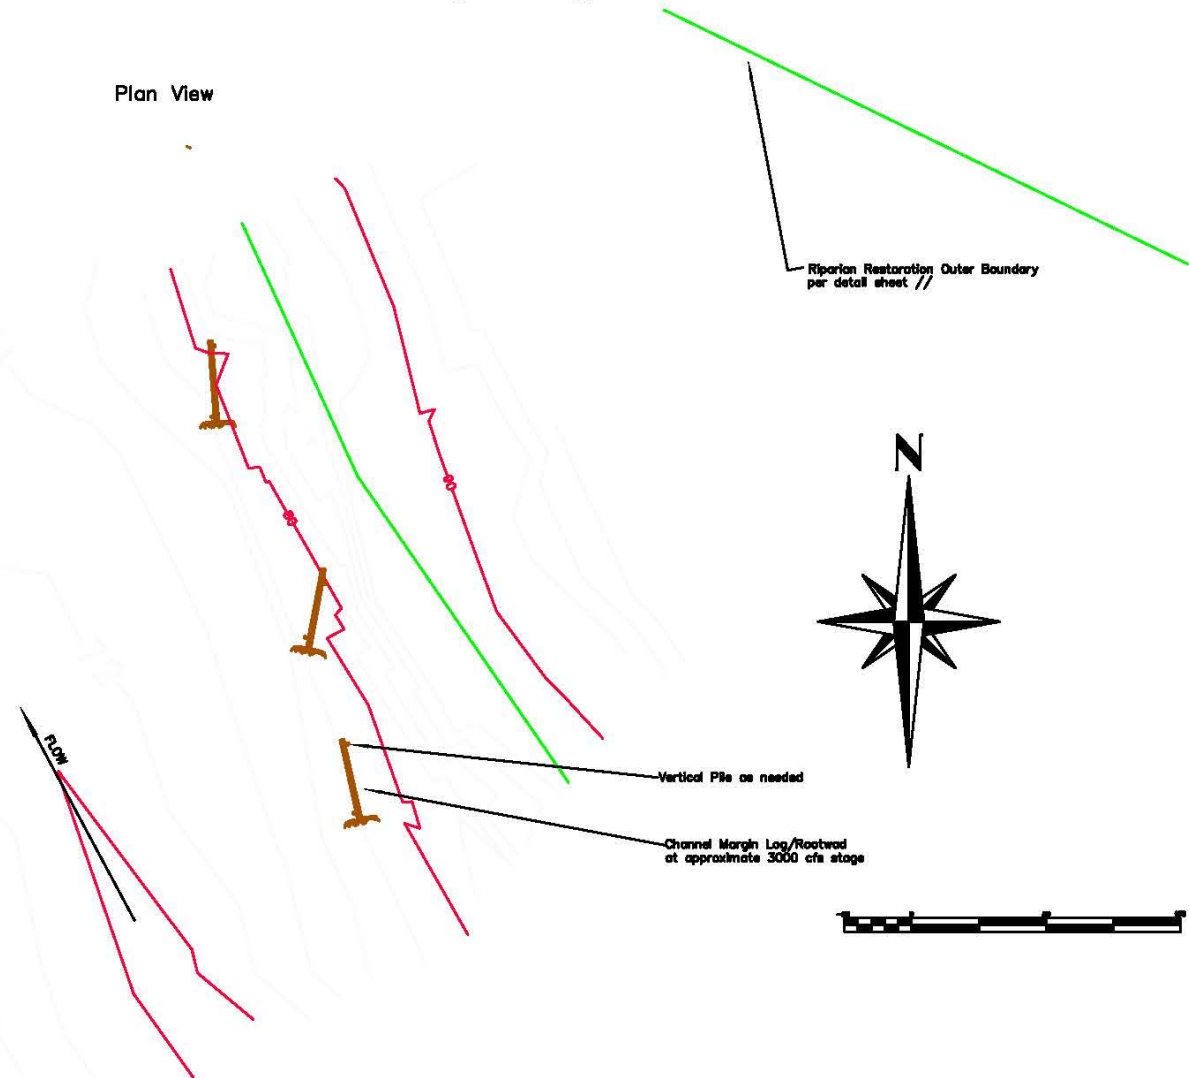 Plan View
Riparian Restoration Outer Boundary
per detail sheet //
N
80
80
FLOW
Vertical Pile as needed
Channel Margin Log/Rootwad
at approximate 3000 cfs stage